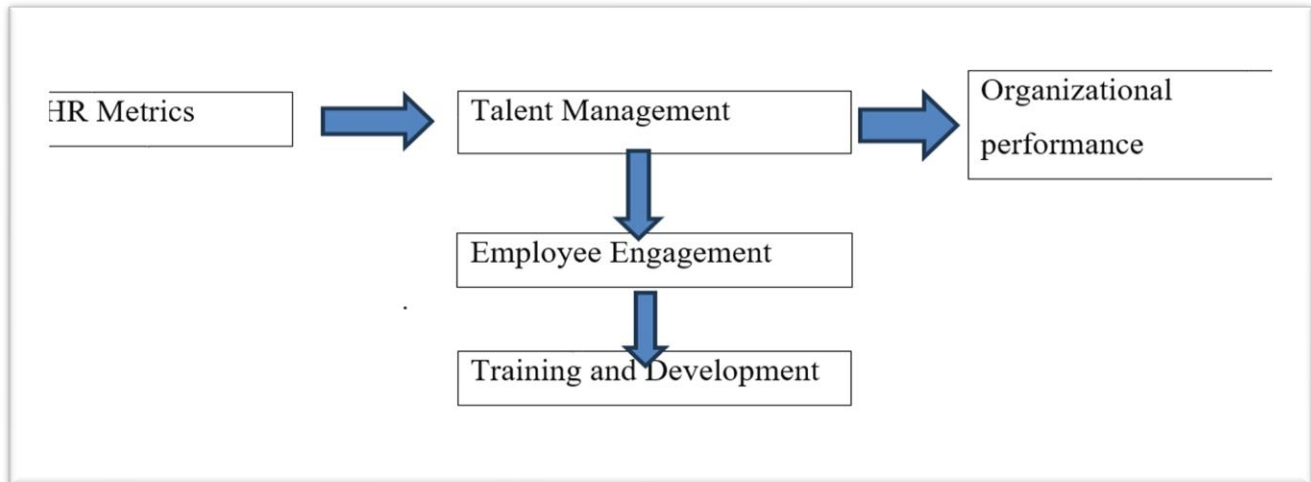 HR Metrics
Talent Management
Organizational
performance
Employee Engagement
Training and Development